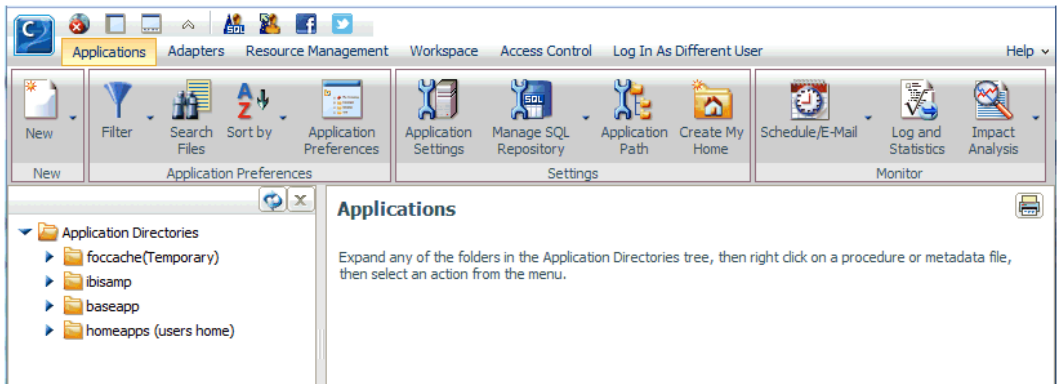 Applications Adapters Resource Management Workspace Access Control Log In As Different User Help
New Filter Search Files Sort by Application Preferences Application Settings Manage SQL Repository Application Path Create My Home Schedule/E-Mail Log and Statistics Impact Analysis
New Application Preferences Settings Monitor
Applications
Application Directories
foccache(Temporary)
ibisamp
baseapp
homeapps (users home)
Expand any of the folders in the Application Directories tree, then right click on a procedure or metadata file,
then select an action from the menu.